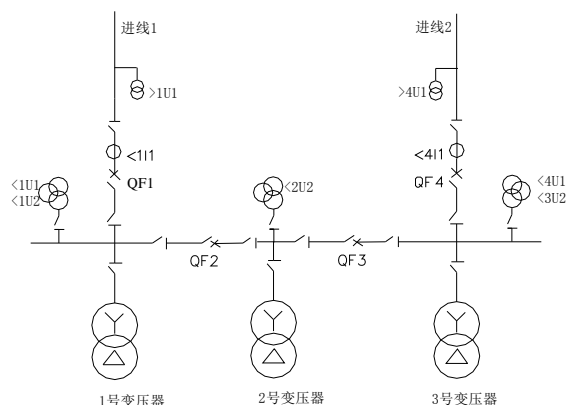 进线1
进线2
>1U1
>4U1
<1I1
<4I1
QF1
QF4
<1U1
<1U2
<2U2
<4U1
<3U2
QF2
QF3
1号变压器
2号变压器
3号变压器